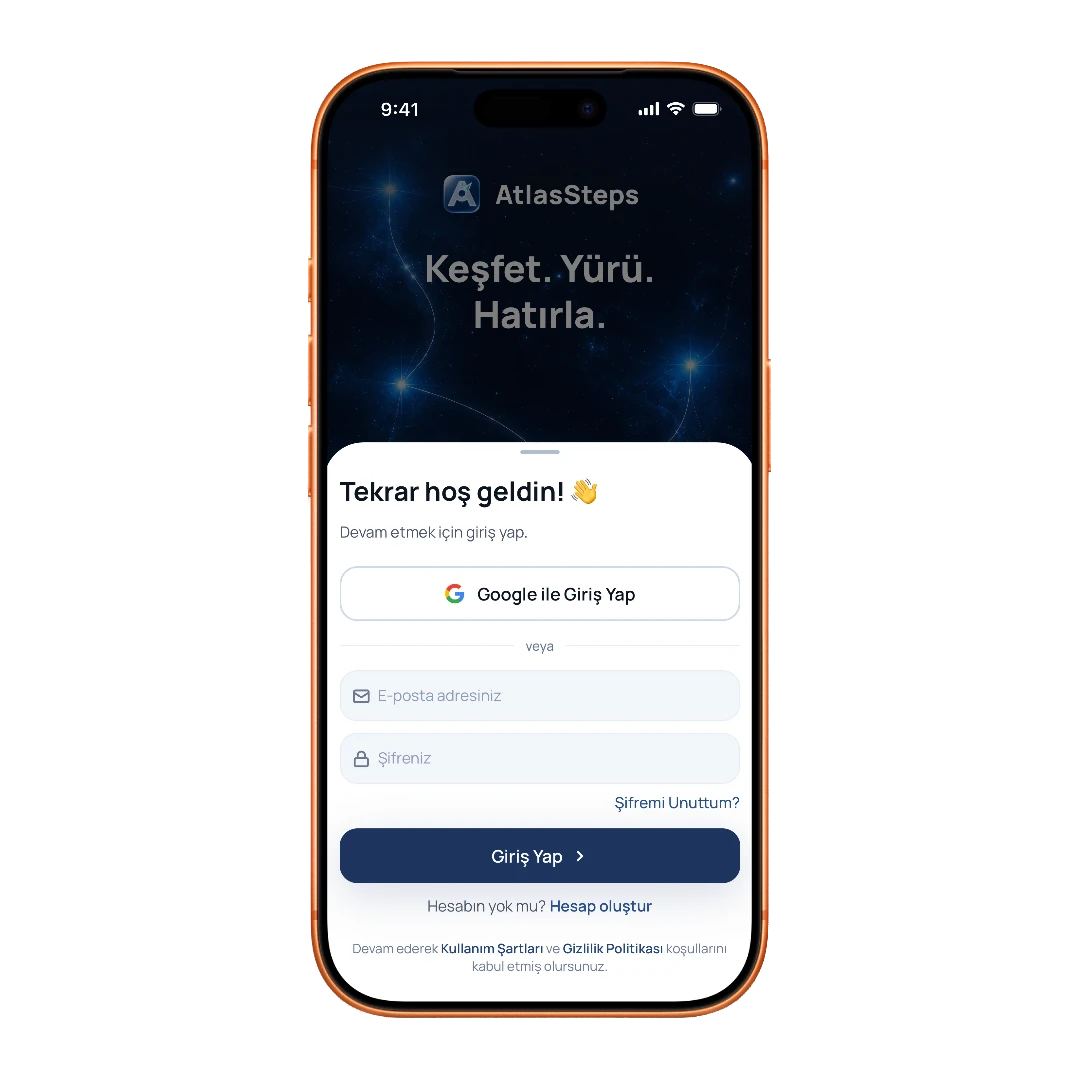 9:41
AtlasSteps
Keşfet. Yürü.
Hatırla.
Tekrar hoş geldin! 👋
Devam etmek için giriş yap.
Google ile Giriş Yap
veya
E-posta adresiniz
Şifreniz
Şifremi Unuttum?
Giriş Yap
Hesabın yok mu? Hesap oluştur
Devam ederek Kullanım Şartları ve Gizlilik Politikası koşullarını
kabul etmiş olursunuz.